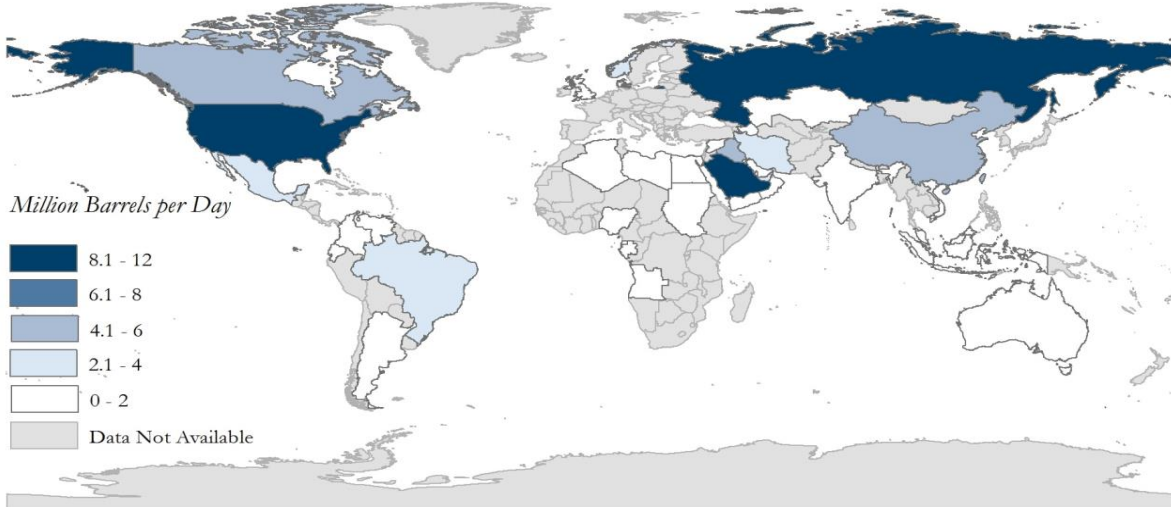 Million Barrels per Day
8.1 - 12
6.1 - 8
4.1 - 6
2.1 - 4
0 - 2
Data Not Available